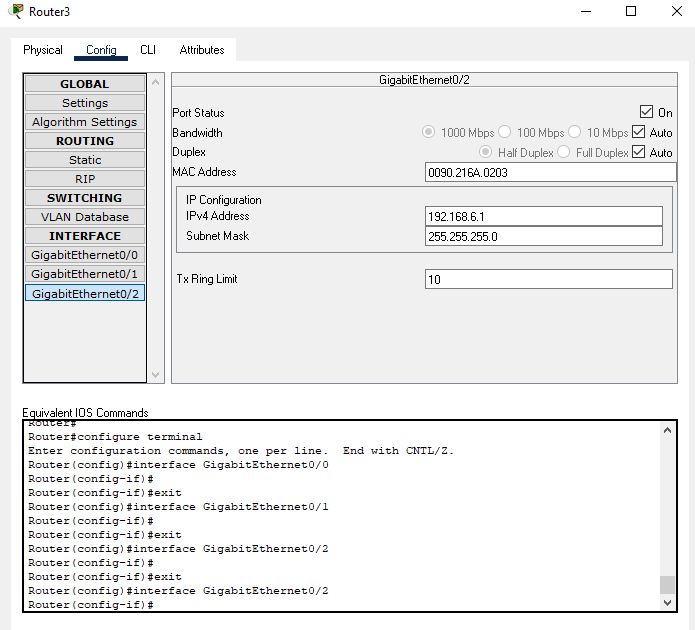 Router3
Physical Config CLI Attributes
GLOBAL
Settings
Algorithm Settings
ROUTING
Static
RIP
SWITCHING
VLAN Database
INTERFACE
GigabitEthernet0/0
GigabitEthernet0/1
GigabitEthernet0/2
GigabitEthernet0/2
Port Status On
Bandwidth 1000 Mbps 100 Mbps 10 Mbps Auto
Duplex Half Duplex Full Duplex Auto
MAC Address 0090.216A.0203
IP Configuration
IPv4 Address 192.168.6.1
Subnet Mask 255.255.255.0
Tx Ring Limit 10
Equivalent IOS Commands
Router#
Router#configure terminal
Enter configuration commands, one per line.  End with CNTL/Z.
Router(config)#interface GigabitEthernet0/0
Router(config-if)#
Router(config-if)#exit
Router(config)#interface GigabitEthernet0/1
Router(config-if)#
Router(config-if)#exit
Router(config)#interface GigabitEthernet0/2
Router(config-if)#
Router(config-if)#exit
Router(config)#interface GigabitEthernet0/2
Router(config-if)#